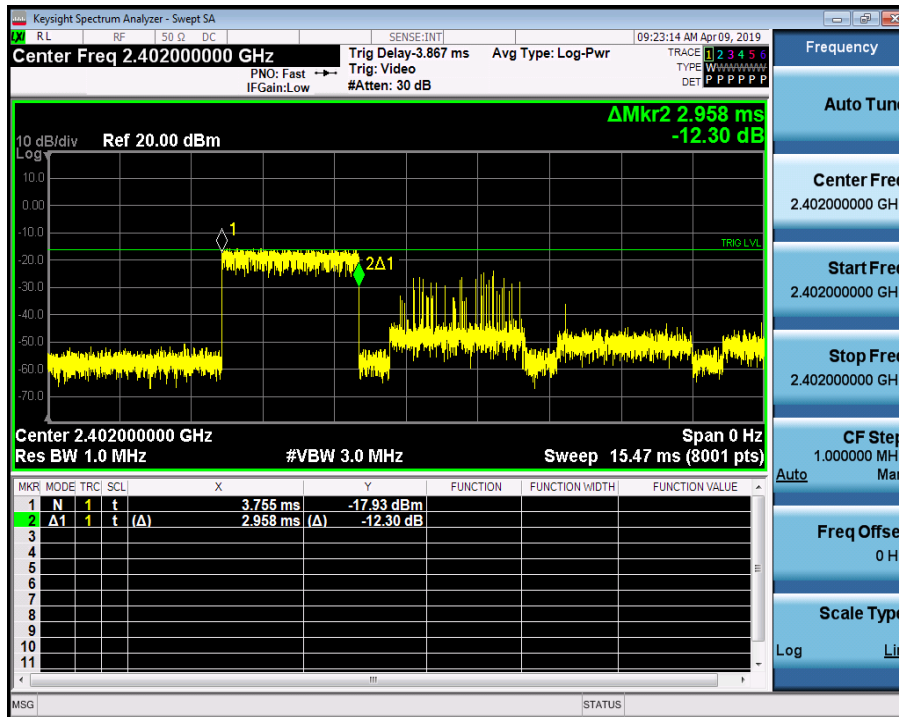 Keysight Spectrum Analyzer - Swept SA
LXI RL RF 50 Ω DC SENSE:INT 09:23:14 AM Apr 09, 2019
Center Freq 2.402000000 GHz
PNO: Fast
IFGain:Low
Trig Delay-3.867 ms
Trig: Video
#Atten: 30 dB
Avg Type: Log-Pwr
TRACE 1 2 3 4 5 6
TYPE WWWWWW
DET P P P P P P
Frequency
ΔMkr2 2.958 ms
-12.30 dB
10 dB/div Ref 20.00 dBm
Log
10.0
0.00
-10.0
-20.0
-30.0
-40.0
-50.0
-60.0
-70.0
1
2Δ1
TRIG LVL
Center 2.402000000 GHz Span 0 Hz
Res BW 1.0 MHz #VBW 3.0 MHz Sweep 15.47 ms (8001 pts)
MKR MODE TRC SCL X Y FUNCTION FUNCTION WIDTH FUNCTION VALUE
1 N 1 t 3.755 ms -17.93 dBm
2 Δ1 1 t (Δ) 2.958 ms (Δ) -12.30 dB
3
4
5
6
7
8
9
10
11
MSG STATUS
Auto Tune
Center Freq
2.402000000 GH
Start Freq
2.402000000 GH
Stop Freq
2.402000000 GH
CF Step
1.000000 MH
Auto Man
Freq Offse
0 H
Scale Type
Log Lin